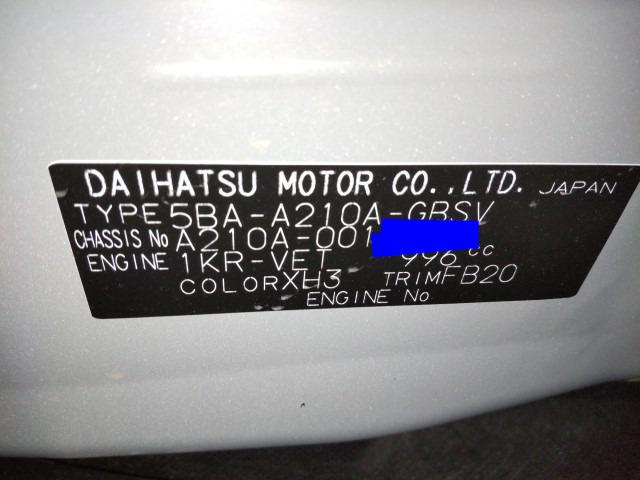 DAIHATSU MOTOR CO.,LTD. JAPAN
TYPE 5BA-A210A-GBSV
CHASSIS No A210A-001
ENGINE 1KR-VET 996 cc
COLOR XH3 TRIM FB20
ENGINE No